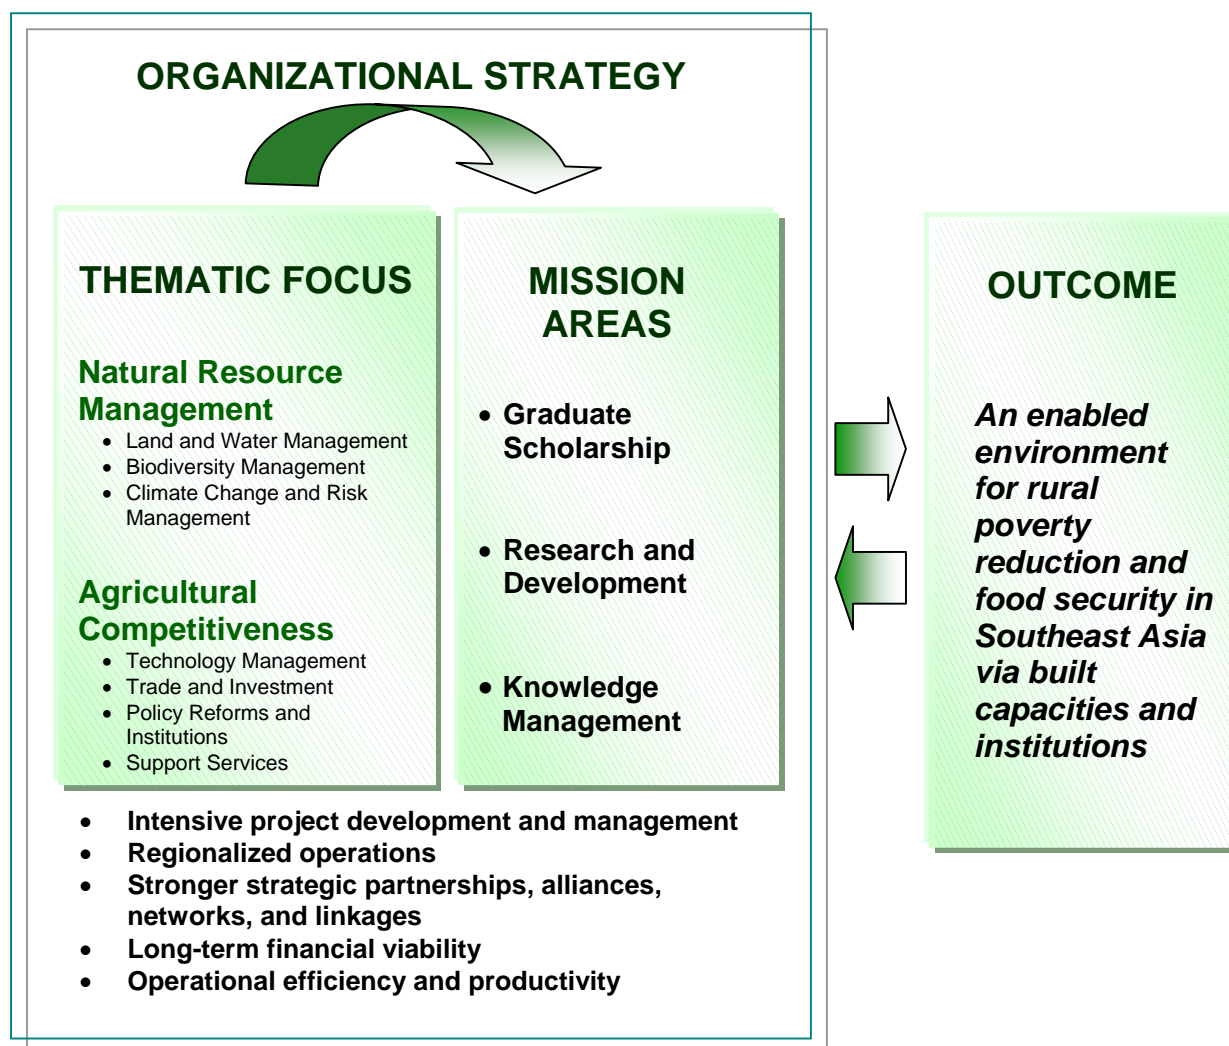 ORGANIZATIONAL STRATEGY
THEMATIC FOCUS
Natural Resource
Management
• Land and Water Management
• Biodiversity Management
• Climate Change and Risk
Management
Agricultural
Competitiveness
• Technology Management
• Trade and Investment
• Policy Reforms and
Institutions
• Support Services
MISSION
AREAS
• Graduate
Scholarship
• Research and
Development
• Knowledge
Management
• Intensive project development and management
• Regionalized operations
• Stronger strategic partnerships, alliances,
networks, and linkages
• Long-term financial viability
• Operational efficiency and productivity
OUTCOME
An enabled
environment
for rural
poverty
reduction and
food security in
Southeast Asia
via built
capacities and
institutions